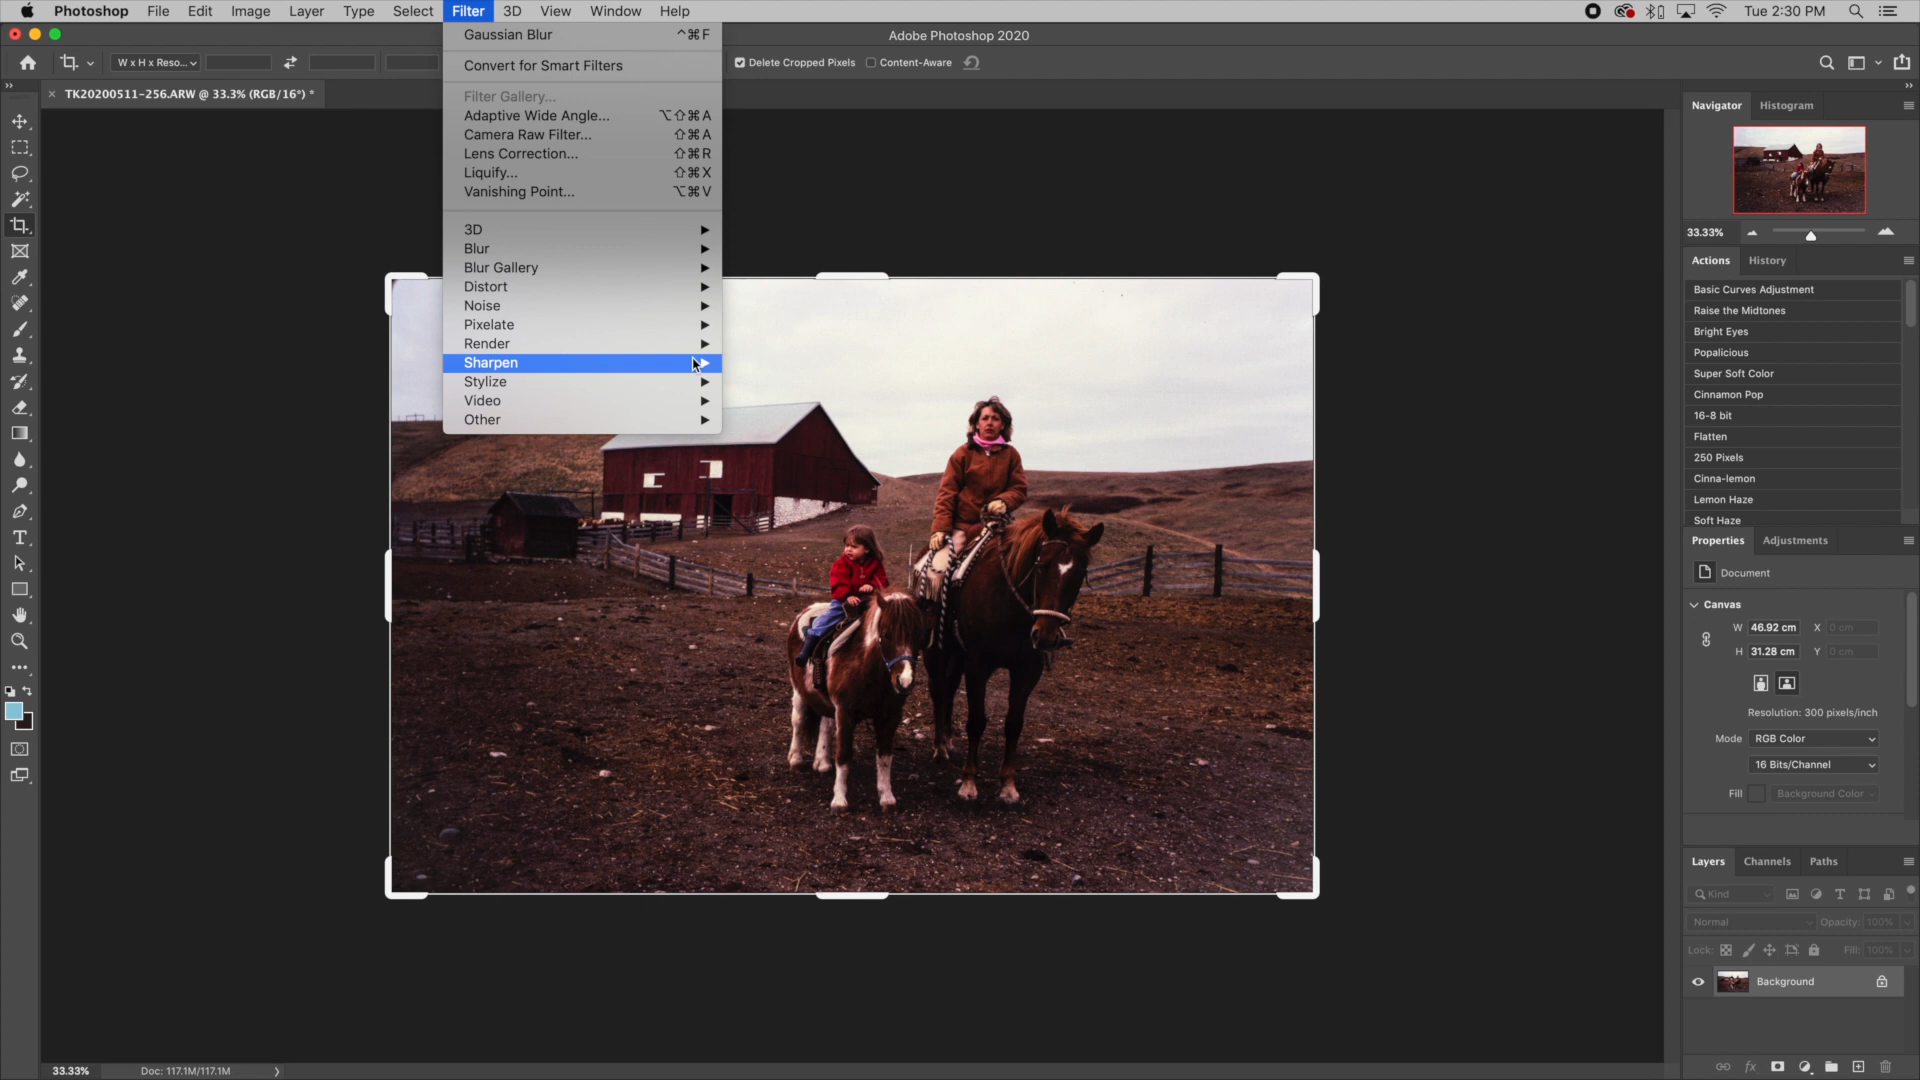 Photoshop File Edit Image Layer Type Select Filter 3D View Window Help Tue 2:30 PM
Adobe Photoshop 2020
W x H x Reso... Delete Cropped Pixels Content-Aware
TK20200511-256.ARW @ 33.3% (RGB/16*) *
Gaussian Blur ^⌘F
Convert for Smart Filters
Filter Gallery...
Adaptive Wide Angle... ⌥⇧⌘A
Camera Raw Filter... ⇧⌘A
Lens Correction... ⇧⌘R
Liquify... ⇧⌘X
Vanishing Point... ⌥⌘V
3D
Blur
Blur Gallery
Distort
Noise
Pixelate
Render
Sharpen
Stylize
Video
Other
Navigator Histogram
33.33%
Actions History
Basic Curves Adjustment
Raise the Midtones
Bright Eyes
Popalicious
Super Soft Color
Cinnamon Pop
16-8 bit
Flatten
250 Pixels
Cinna-lemon
Lemon Haze
Soft Haze
Properties Adjustments
Document
Canvas
W 46.92 cm X 0 cm
H 31.28 cm Y 0 cm
Resolution: 300 pixels/inch
Mode RGB Color
16 Bits/Channel
Fill Background Color
Layers Channels Paths
Kind
Normal Opacity: 100%
Lock: Fill: 100%
Background
33.33% Doc: 117.1M/117.1M